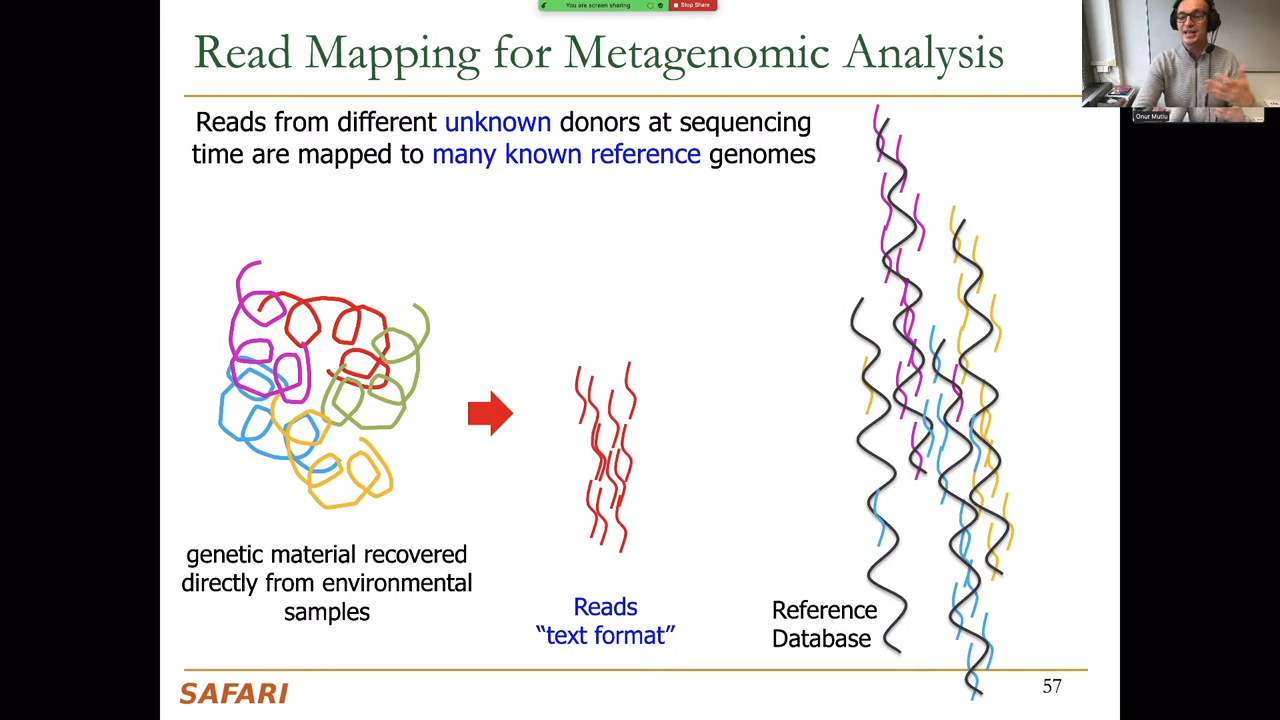 You are screen sharing
Stop Share
Read Mapping for Metagenomic Analysis
Onur Mutlu
Reads from different unknown donors at sequencing
time are mapped to many known reference genomes
genetic material recovered
directly from environmental
samples
Reads
“text format”
Reference
Database
SAFARI
57